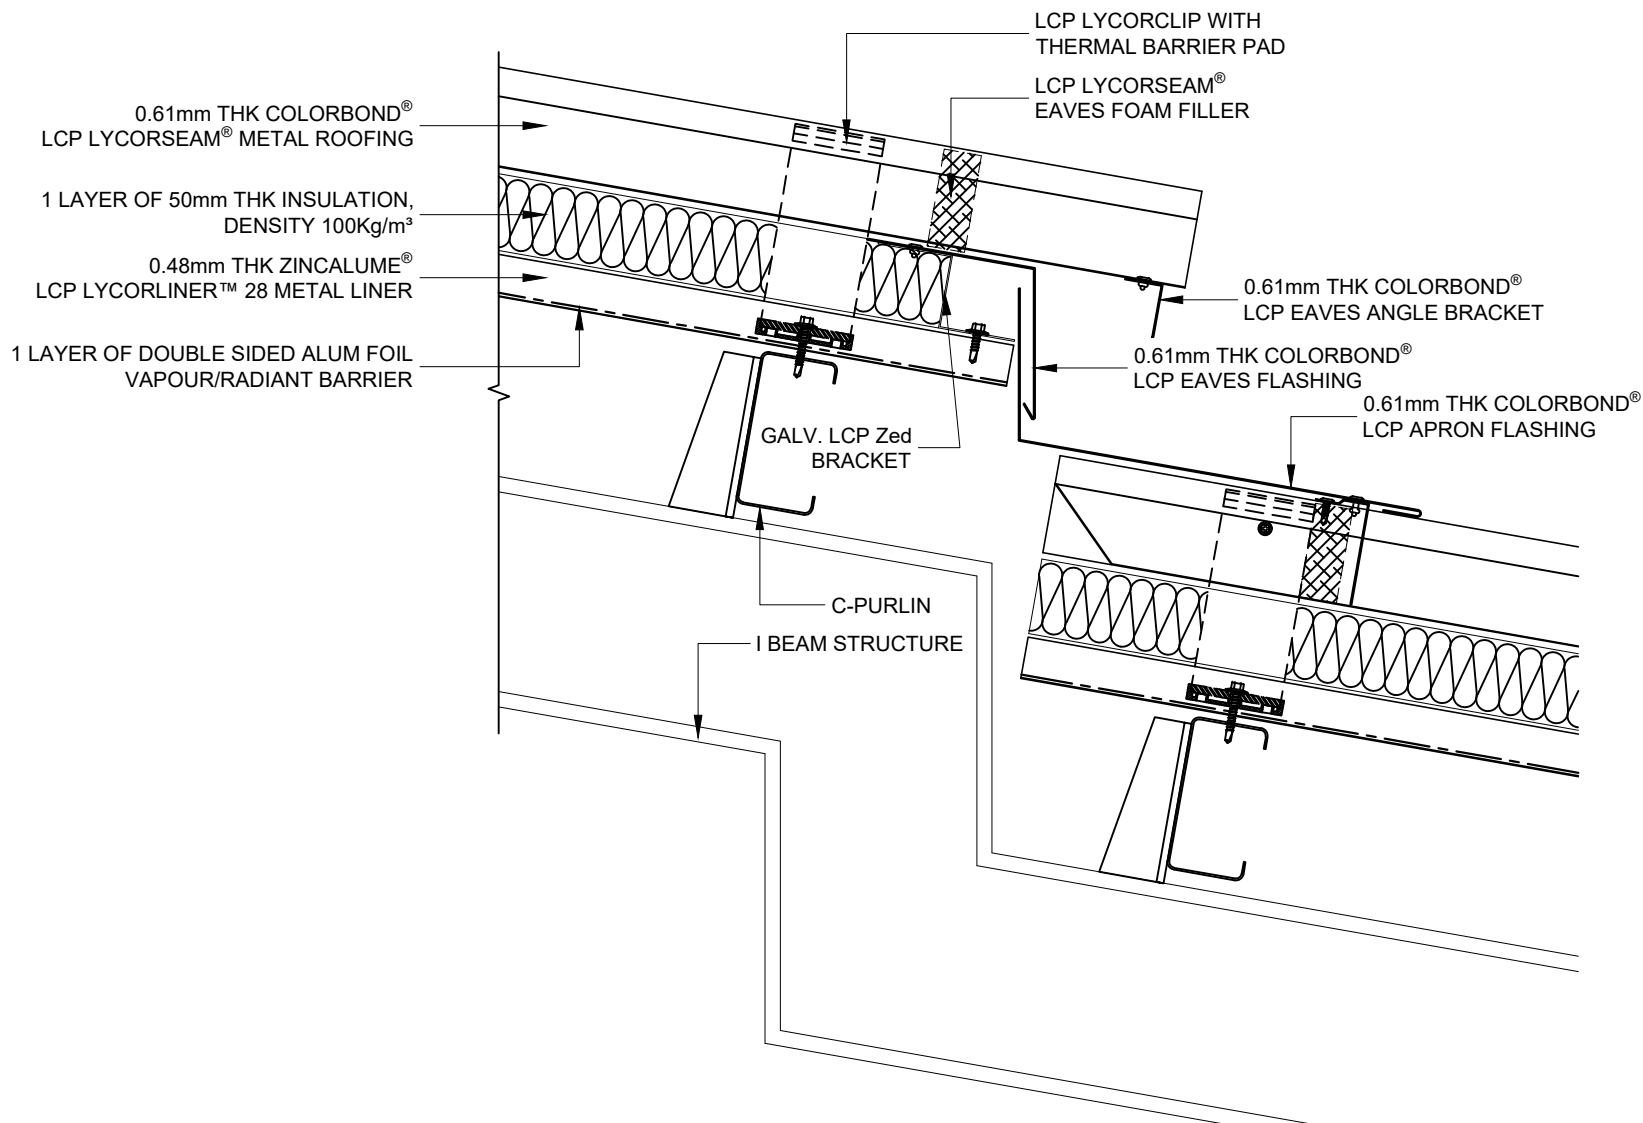 LCP LYCORCLIP WITH
THERMAL BARRIER PAD
LCP LYCORSEAM®
EAVES FOAM FILLER
0.61mm THK COLORBOND®
LCP LYCORSEAM® METAL ROOFING
1 LAYER OF 50mm THK INSULATION,
DENSITY 100Kg/m³
0.48mm THK ZINCALUME®
LCP LYCORLINER™ 28 METAL LINER
1 LAYER OF DOUBLE SIDED ALUM FOIL
VAPOUR/RADIANT BARRIER
0.61mm THK COLORBOND®
LCP EAVES ANGLE BRACKET
0.61mm THK COLORBOND®
LCP EAVES FLASHING
0.61mm THK COLORBOND®
LCP APRON FLASHING
GALV. LCP Zed
BRACKET
C-PURLIN
I BEAM STRUCTURE